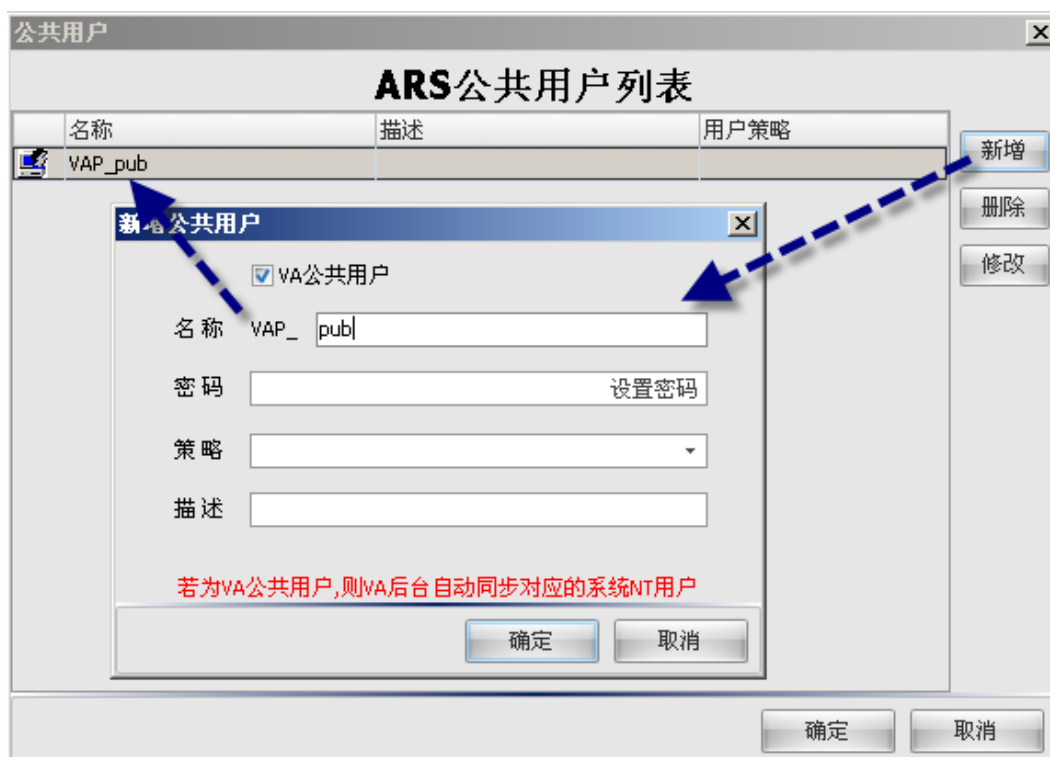 公共用户
ARS公共用户列表
名称 描述 用户策略
VAP_pub
新增
删除
修改
新增公共用户
VA公共用户
名称 VAP_ pub
密码 设置密码
策略
描述
若为VA公共用户,则VA后台自动同步对应的系统NT用户
确定 取消
确定 取消